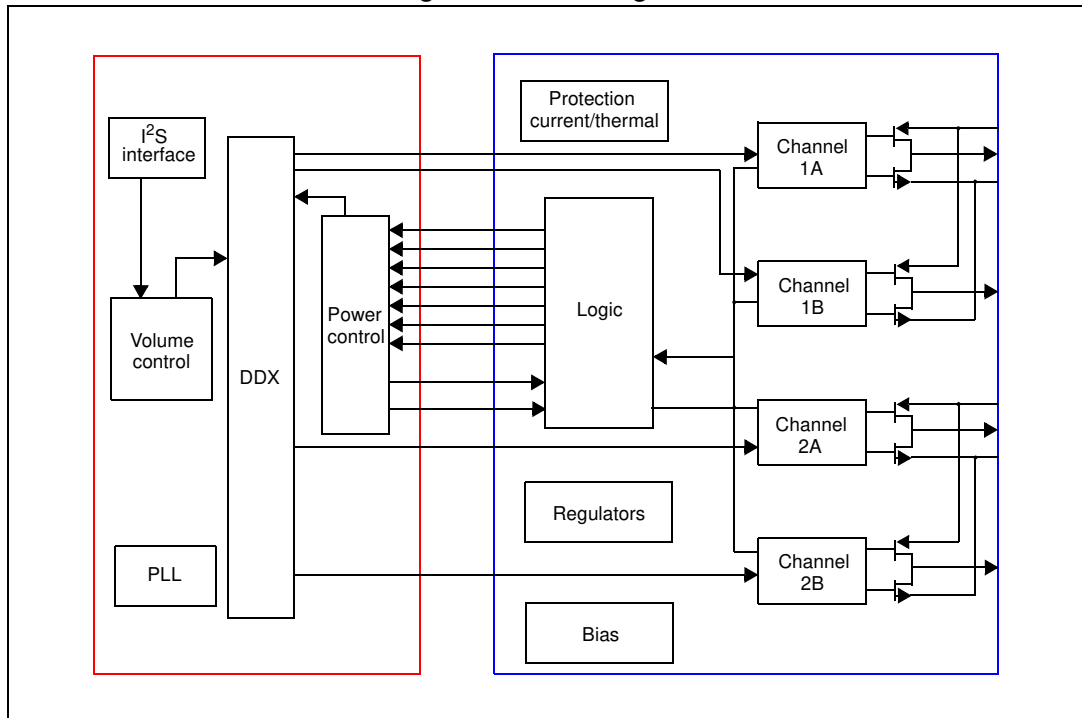 I²S
interface
Volume
control
PLL
DDX
Power
control
Protection
current/thermal
Logic
Regulators
Bias
Channel
1A
Channel
1B
Channel
2A
Channel
2B